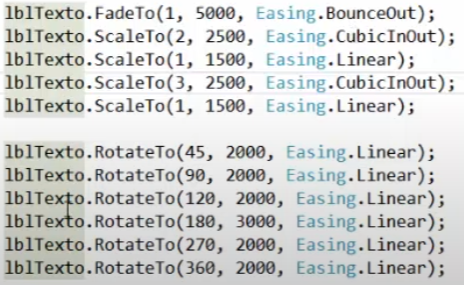 lblTexto.FadeTo(1, 5000, Easing.BounceOut);
lblTexto.ScaleTo(2, 2500, Easing.CubicInOut);
lblTexto.ScaleTo(1, 1500, Easing.Linear);
lblTexto.ScaleTo(3, 2500, Easing.CubicInOut);
lblTexto.ScaleTo(1, 1500, Easing.Linear);
lblTexto.RotateTo(45, 2000, Easing.Linear);
lblTexto.RotateTo(90, 2000, Easing.Linear);
lblTexto.RotateTo(120, 2000, Easing.Linear);
lblTexto.RotateTo(180, 3000, Easing.Linear);
lblTexto.RotateTo(270, 2000, Easing.Linear);
lblTexto.RotateTo(360, 2000, Easing.Linear);